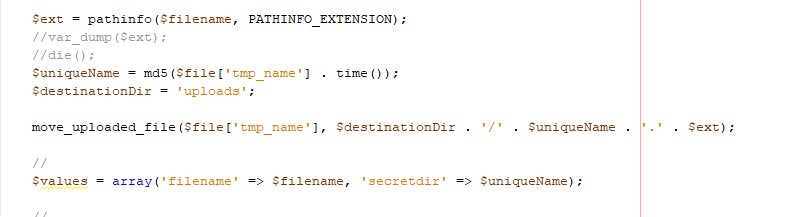 $ext = pathinfo($filename, PATHINFO_EXTENSION);
//var_dump($ext);
//die();
$uniqueName = md5($file['tmp_name'] . time());
$destinationDir = 'uploads';
move_uploaded_file($file['tmp_name'], $destinationDir . '/' . $uniqueName . '.' . $ext);
//
$values = array('filename' => $filename, 'secretdir' => $uniqueName);
//